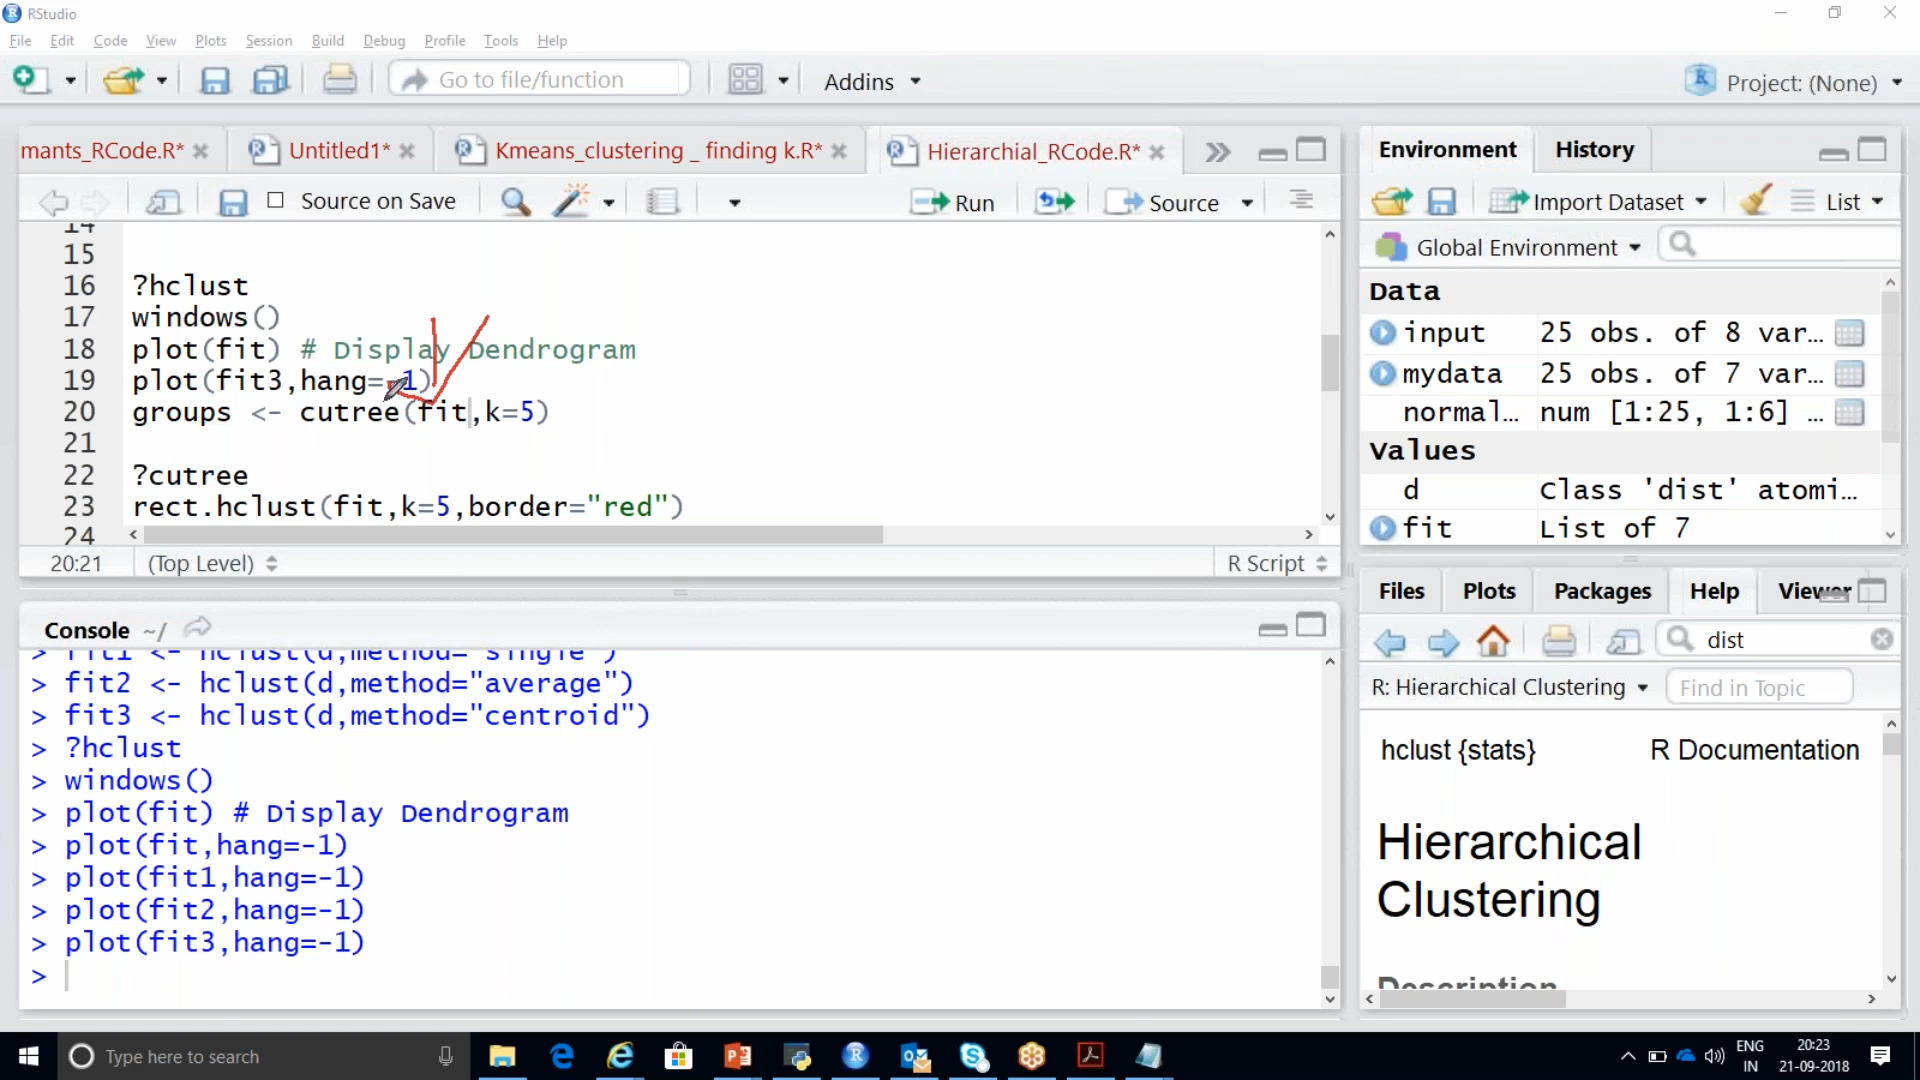 RStudio
File Edit Code View Plots Session Build Debug Profile Tools Help
Go to file/function Addins Project: (None)
mants_RCode.R* Untitled1* Kmeans_clustering _ finding k.R* Hierarchial_RCode.R*
Source on Save Run Source
14
15
16 ?hclust
17 windows()
18 plot(fit) # Display Dendrogram
19 plot(fit3,hang=-1)
20 groups <- cutree(fit,k=5)
21
22 ?cutree
23 rect.hclust(fit,k=5,border="red")
24
20:21 (Top Level) R Script
Console ~/
> fit1 <- hclust(d,method="single")
> fit2 <- hclust(d,method="average")
> fit3 <- hclust(d,method="centroid")
> ?hclust
> windows()
> plot(fit) # Display Dendrogram
> plot(fit,hang=-1)
> plot(fit1,hang=-1)
> plot(fit2,hang=-1)
> plot(fit3,hang=-1)
>
Environment History
Import Dataset List
Global Environment
Data
input 25 obs. of 8 var…
mydata 25 obs. of 7 var…
normal… num [1:25, 1:6] …
Values
d Class 'dist' atomi…
fit List of 7
Files Plots Packages Help Viewer
dist
R: Hierarchical Clustering Find in Topic
hclust {stats} R Documentation
Hierarchical
Clustering
Description
Type here to search
ENG
IN
20:23
21-09-2018